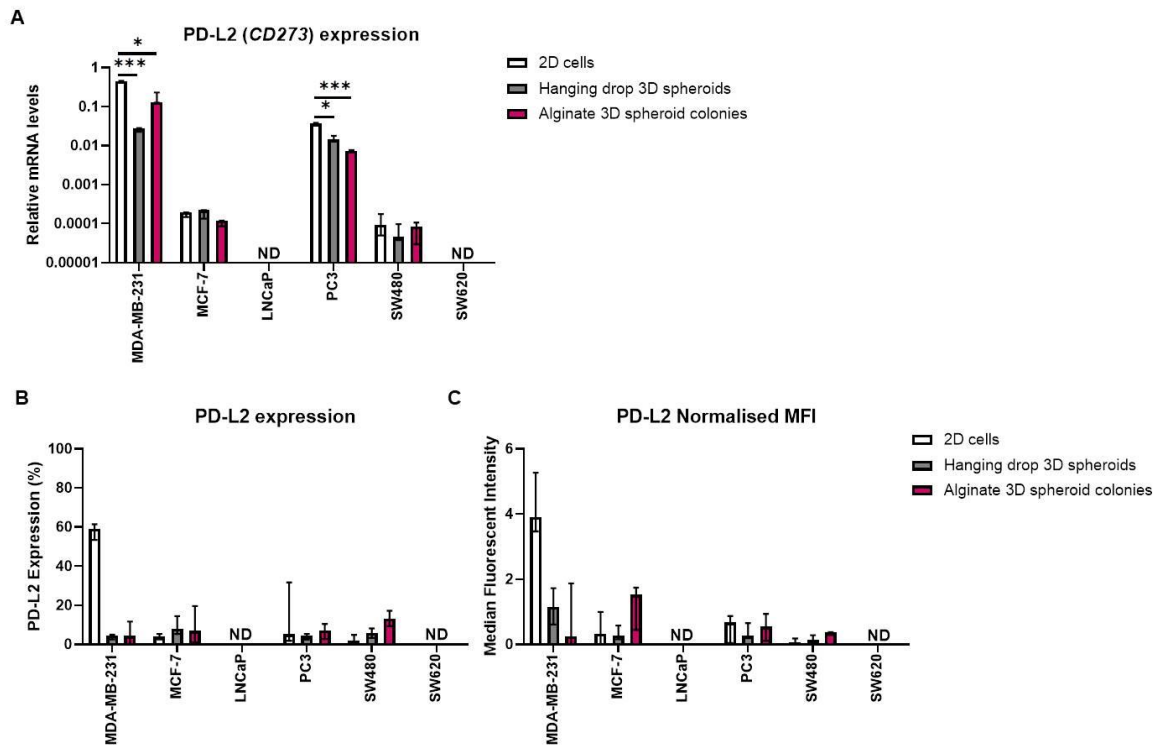 A
PD-L2 (CD273) expression
Relative mRNA levels
1
0.1
0.01
0.001
0.0001
0.00001
*
***
***
*
ND
ND
MDA-MB-231
MCF-7
LNCaP
PC3
SW480
SW620
2D cells
Hanging drop 3D spheroids
Alginate 3D spheroid colonies
B
PD-L2 expression
PD-L2 Expression (%)
100
80
60
40
20
0
ND
ND
MDA-MB-231
MCF-7
LNCaP
PC3
SW480
SW620
C
PD-L2 Normalised MFI
Median Fluorescent Intensity
6
4
2
0
ND
ND
MDA-MB-231
MCF-7
LNCaP
PC3
SW480
SW620
2D cells
Hanging drop 3D spheroids
Alginate 3D spheroid colonies